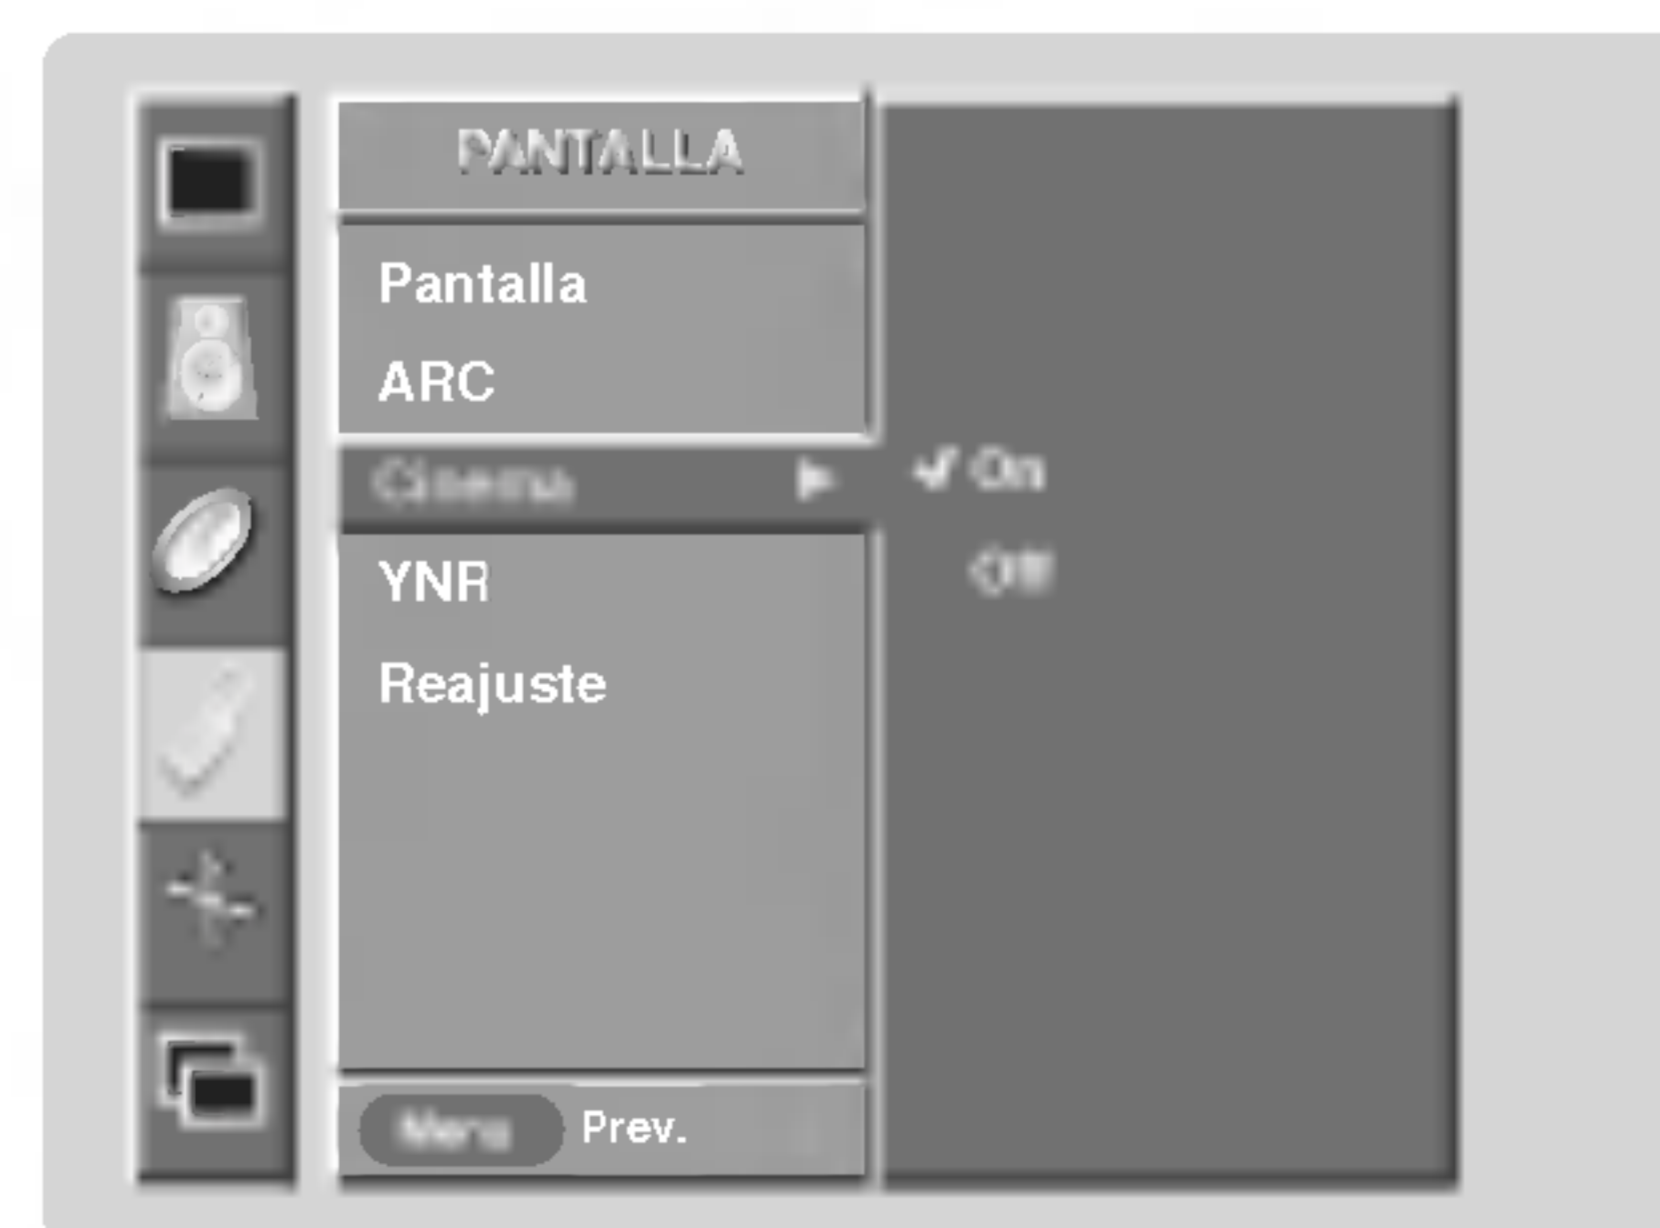 PANTALLA
Pantalla
ARC
Cinema
On
Off
YNR
Reajuste
Menu Prev.